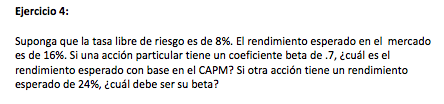 Ejercicio 4:
Suponga que la tasa libre de riesgo es de 8%. El rendimiento esperado en el mercado
es de 16%. Si una acción particular tiene un coeficiente beta de .7, ¿cuál es el
rendimiento esperado con base en el CAPM? Si otra acción tiene un rendimiento
esperado de 24%, ¿cuál debe ser su beta?